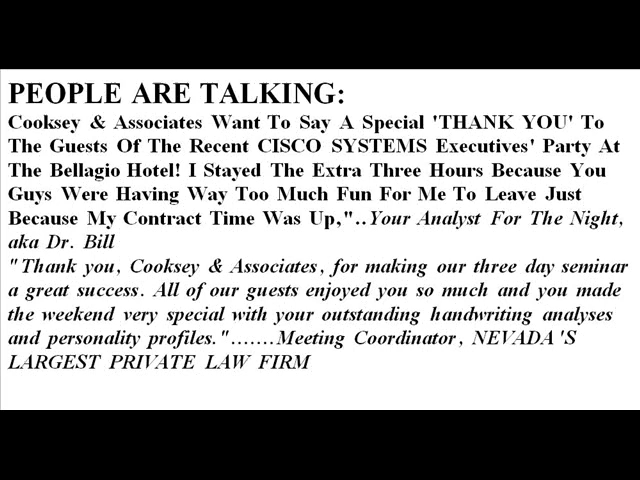 PEOPLE ARE TALKING:
Cooksey & Associates Want To Say A Special 'THANK YOU' To
The Guests Of The Recent CISCO SYSTEMS Executives' Party At
The Bellagio Hotel! I Stayed The Extra Three Hours Because You
Guys Were Having Way Too Much Fun For Me To Leave Just
Because My Contract Time Was Up,"..Your Analyst For The Night,
aka Dr. Bill
"Thank you, Cooksey & Associates, for making our three day seminar
a great success. All of our guests enjoyed you so much and you made
the weekend very special with your outstanding handwriting analyses
and personality profiles.".......Meeting Coordinator, NEVADA'S
LARGEST PRIVATE LAW FIRM